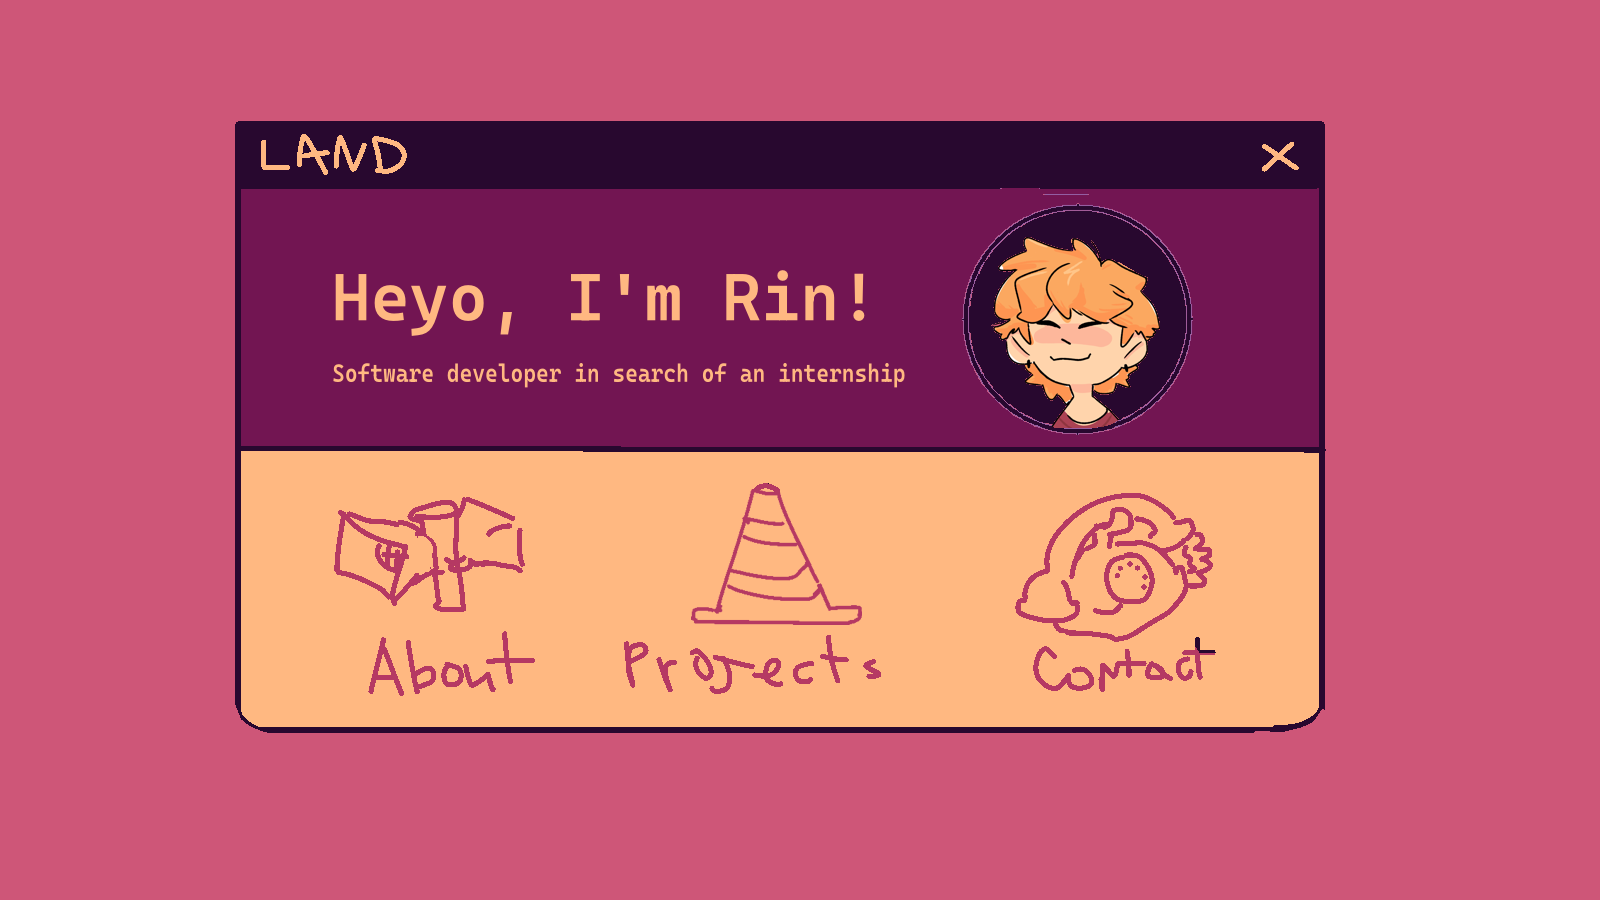 LAND
Heyo, I'm Rin!
Software developer in search of an internship
About Projects Contact